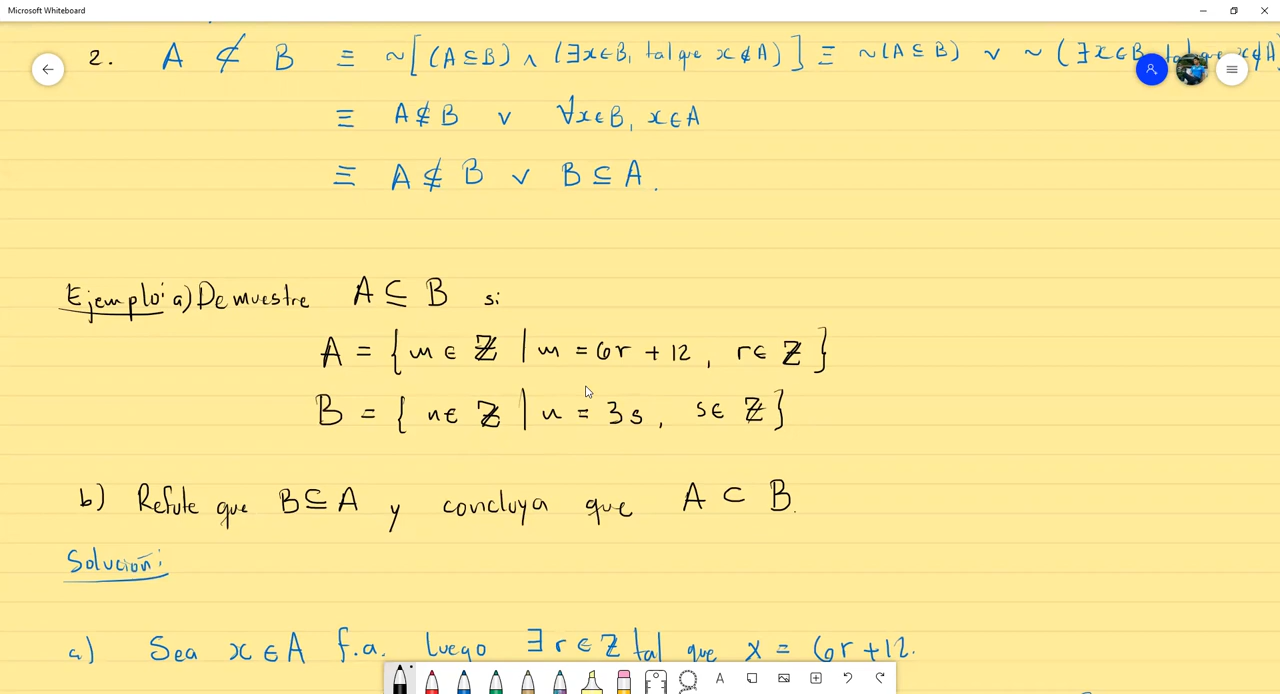 Microsoft Whiteboard
2. A ⊄ B ≡ ~[(A ⊆ B) ∧ (∃x∈B, tal que x ∉ A)] ≡ ~(A ⊆ B) ∨ ~(∃x∈B, tal que x∉A)
≡ A ⊈ B ∨ ∀x∈B, x∈A
≡ A ⊈ B ∨ B ⊆ A.
Ejemplo: a) Demuestre A ⊆ B si
A = { m ∈ ℤ | m = 6r + 12, r ∈ ℤ }
B = { n ∈ ℤ | n = 3s, s ∈ ℤ }
b) Refute que B ⊆ A y concluya que A ⊂ B.
Solución:
a) Sea x ∈ A f.a. luego ∃ r ∈ ℤ tal que x = 6r + 12.
A